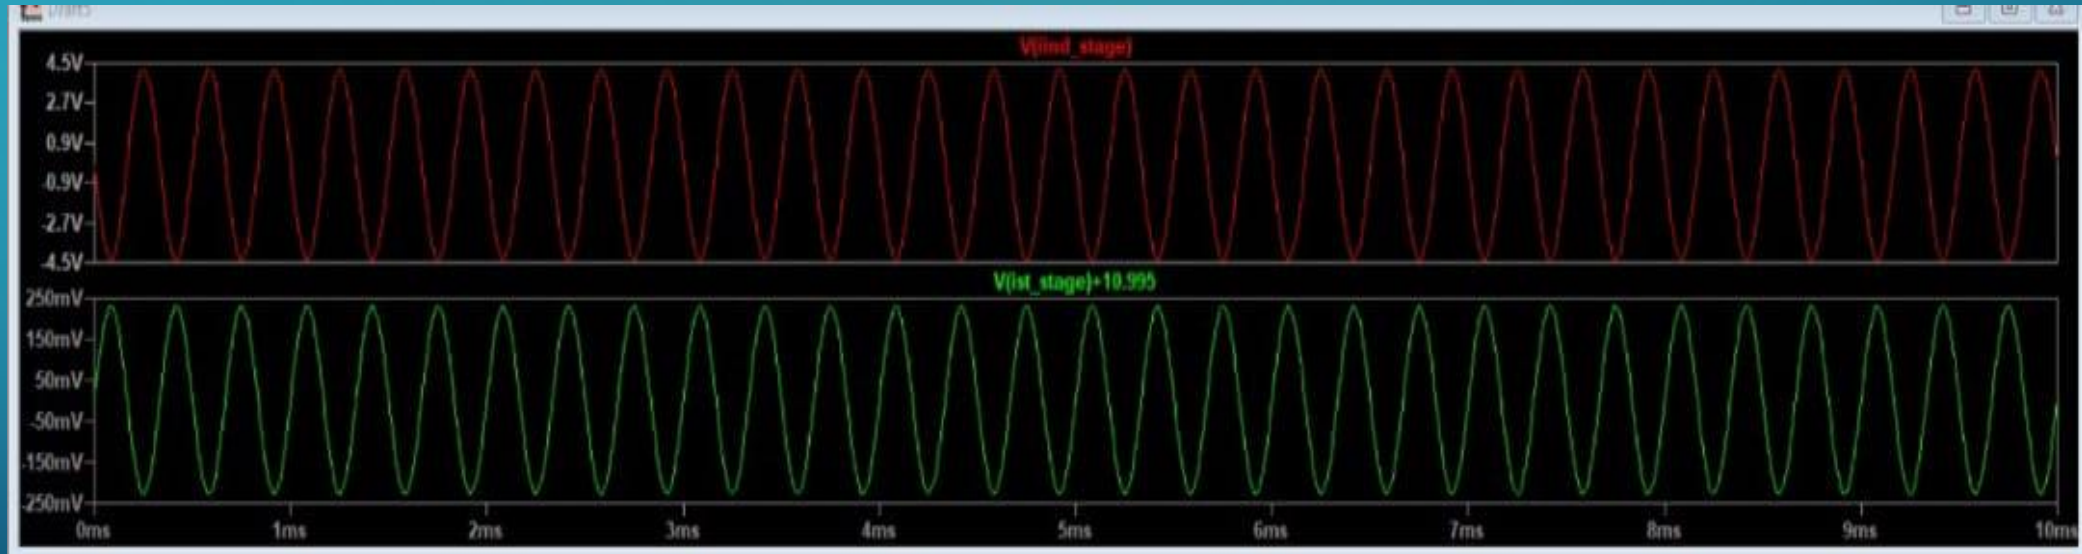 V(iind_stage)
4.5V
2.7V
0.9V
-0.9V
-2.7V
-4.5V
V(ist_stage)+10.995
250mV
150mV
50mV
-50mV
-150mV
-250mV
0ms 1ms 2ms 3ms 4ms 5ms 6ms 7ms 8ms 9ms 10ms